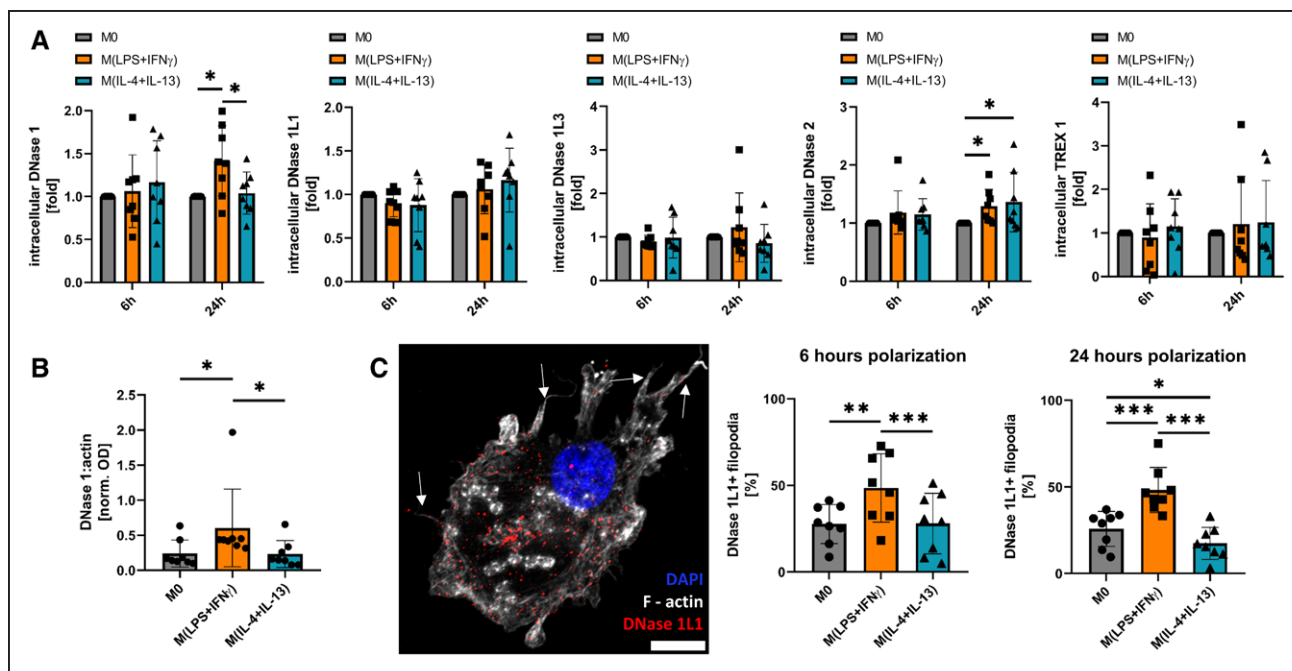 A
M0
M(LPS+IFNγ)
M(IL-4+IL-13)
intracellular DNase 1
[fold]
2.0
1.5
1.0
0.5
0.0
* *
6h
24h
M0
M(LPS+IFNγ)
M(IL-4+IL-13)
intracellular DNase 1L1
[fold]
2.0
1.5
1.0
0.5
0.0
6h
24h
M0
M(LPS+IFNγ)
M(IL-4+IL-13)
intracellular DNase 1L3
[fold]
4
3
2
1
0
6h
24h
M0
M(LPS+IFNγ)
M(IL-4+IL-13)
intracellular DNase 2
[fold]
3
2
1
0
*
*
6h
24h
M0
M(LPS+IFNγ)
M(IL-4+IL-13)
intracellular TREX 1
[fold]
4
3
2
1
0
6h
24h
B
DNase 1:actin
[norm. OD]
2.5
2.0
1.5
1.0
0.5
0.0
* *
M0
M(LPS+IFNγ)
M(IL-4+IL-13)
C
DAPI
F - actin
DNase 1L1
6 hours polarization
DNase 1L1+ filopodia
[%]
100
50
0
** ***
M0
M(LPS+IFNγ)
M(IL-4+IL-13)
24 hours polarization
DNase 1L1+ filopodia
[%]
100
50
0
*
*** ***
M0
M(LPS+IFNγ)
M(IL-4+IL-13)